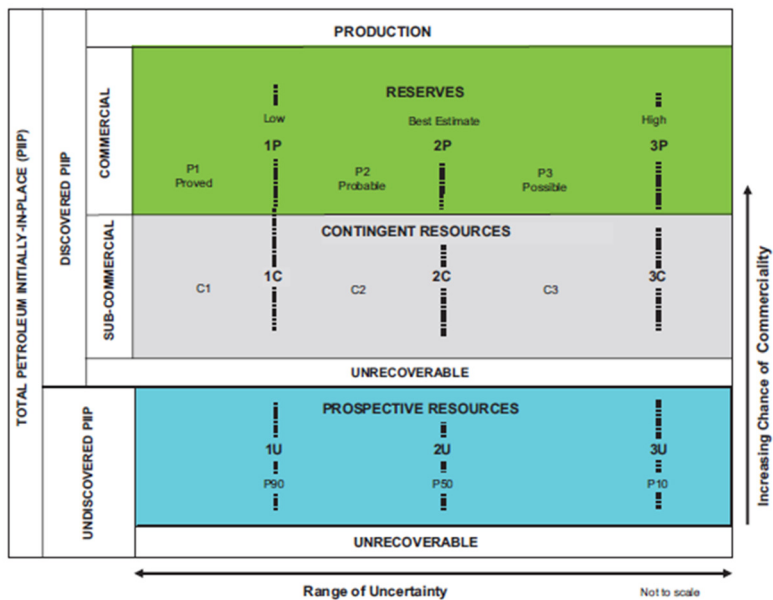 PRODUCTION
RESERVES
Low
Best Estimate
High
1P
2P
3P
P1
Proved
P2
Probable
P3
Possible
CONTINGENT RESOURCES
1C
2C
3C
C1
C2
C3
UNRECOVERABLE
PROSPECTIVE RESOURCES
1U
2U
3U
P90
P50
P10
UNRECOVERABLE
TOTAL PETROLEUM INITIALLY-IN-PLACE (PIIP)
DISCOVERED PIIP
UNDISCOVERED PIIP
COMMERCIAL
SUB-COMMERCIAL
Increasing Chance of Commerciality
Range of Uncertainty
Not to scale